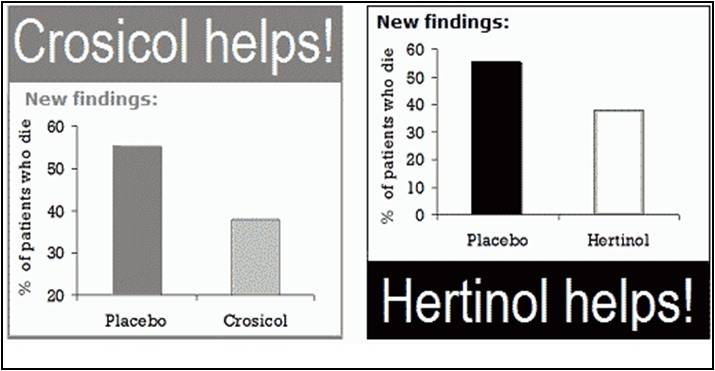 Crosicol helps!
New findings:
% of patients who die
60
50
40
30
20
Placebo Crosicol
New findings:
% of patients who die
60
50
40
30
20
10
0
Placebo Hertinol
Hertinol helps!